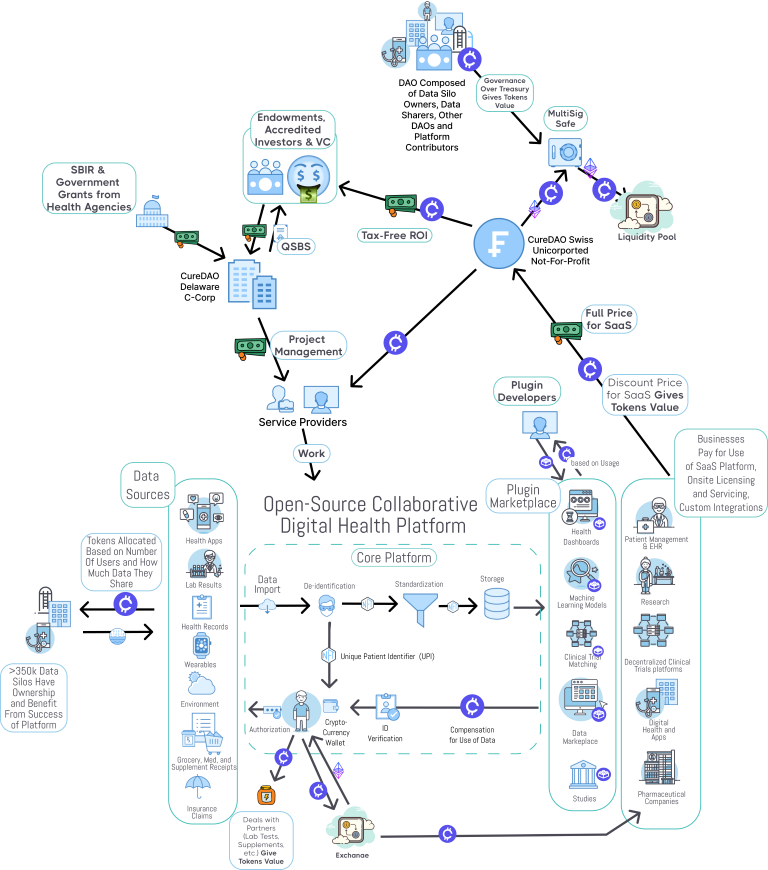 DAO Composed
of Data Silo
Owners, Data
Sharers, Other
DAOs and
Platform
Contributors
Governance
Over Treasury
Gives Tokens
Value
MultiSig
Safe
Liquidity Pool
Endowments,
Accredited
Investors & VC
SBIR &
Government
Grants from
Health Agencies
QSBS
Tax-Free ROI
CureDAO Swiss
Unicorported
Not-For-Profit
CureDAO
Delaware
C-Corp
Project
Management
Full Price
for SaaS
Discount Price
for SaaS Gives
Tokens Value
Service Providers
Work
Plugin
Developers
based on Usage
Businesses
Pay for Use
of SaaS Platform,
Onsite Licensing
and Servicing,
Custom Integrations
Data
Sources
Open-Source Collaborative
Digital Health Platform
Plugin
Marketplace
Core Platform
Health Apps
Lab Results
Health Records
Wearables
Environment
Grocery, Med, and
Supplement Receipts
Insurance
Claims
Tokens Allocated
Based on Number
Of Users and How
Much Data They
Share
>350k Data
Silos Have
Ownership
and Benefit
From Success
of Platform
Data
Import
De-identification
Standardization
Storage
NFT
Unique Patient Identifier (UPI)
Authorization
Crypto-
Currency
Wallet
ID
Verification
Compensation
for Use of Data
Deals with
Partners
(Lab Tests,
Supplements,
etc.) Give
Tokens Value
Exchanae
Health
Dashboards
Machine
Learning Models
Clinical Trial
Matching
Data
Markeplace
Studies
Patient Management
& EHR
Research
Decentralized Clinical
Trials platforms
Digital
Health and
Apps
Pharmaceutical
Companies